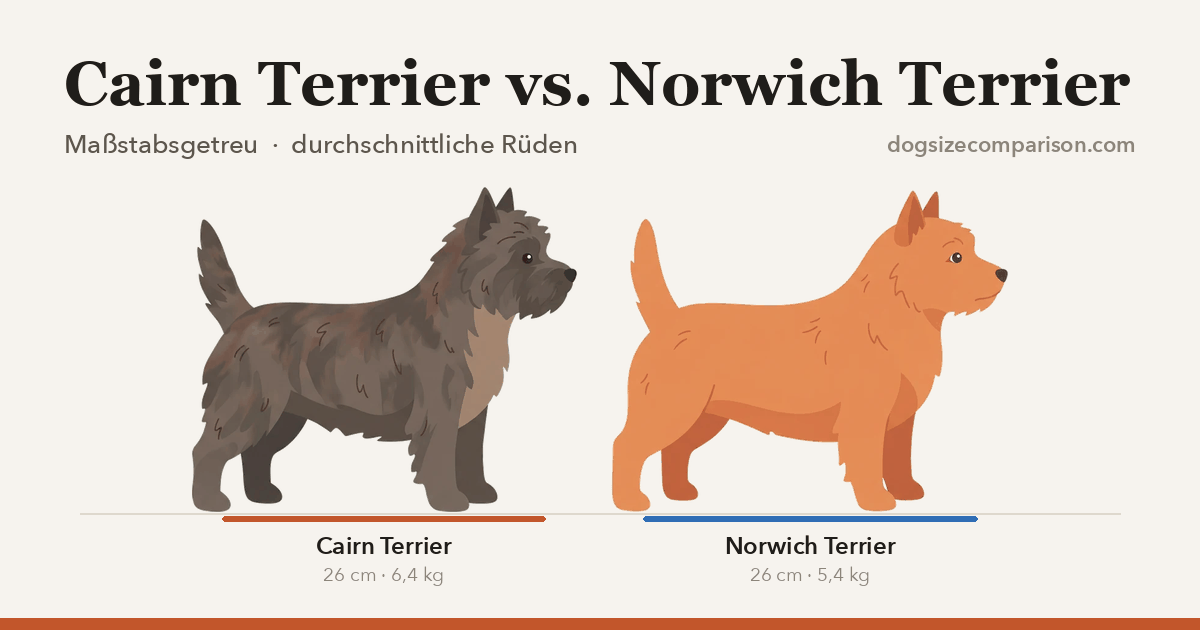 Cairn Terrier vs. Norwich Terrier
Maßstabsgetreu · durchschnittliche Rüden
dogsizecomparison.com
Cairn Terrier
26 cm · 6,4 kg
Norwich Terrier
26 cm · 5,4 kg